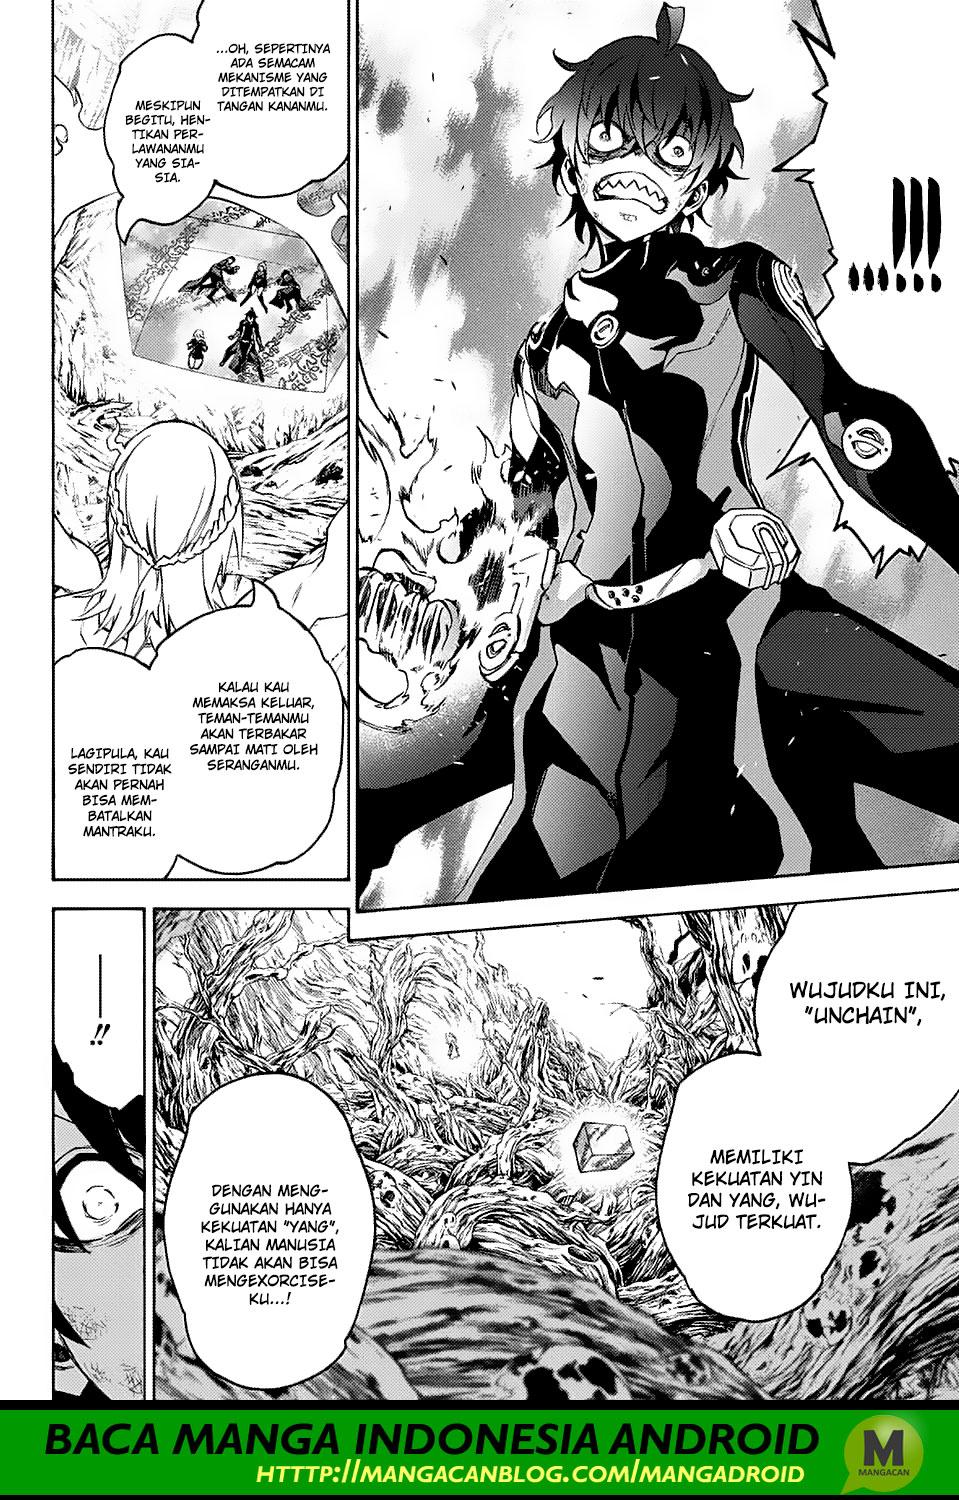 !!!
...OH, SEPERTINYA
ADA SEMACAM
MEKANISME YANG
DITEMPATKAN DI
TANGAN KANANMU.
MESKIPUN
BEGITU, HEN-
TIKAN PER-
LAWANANMU
YANG SIA-
SIA.
KALAU KAU
MEMAKSA KELUAR,
TEMAN-TEMANMU
AKAN TERBAKAR
SAMPAI MATI OLEH
SERANGANMU.
LAGIPULA, KAU
SENDIRI TIDAK
AKAN PERNAH
BISA MEM-
BATALKAN
MANTRAKU.
WUJUDKU INI,
"UNCHAIN",
MEMILIKI
KEKUATAN YIN
DAN YANG, WU-
JUD TERKUAT.
DENGAN MENG-
GUNAKAN HANYA
KEKUATAN "YANG",
KALIAN MANUSIA
TIDAK AKAN BISA
MENGEXORCISE-
KU...!
!!
BACA MANGA INDONESIA ANDROID
HTTTP://MANGACANBLOG.COM/MANGADROID
M
MANGACAN